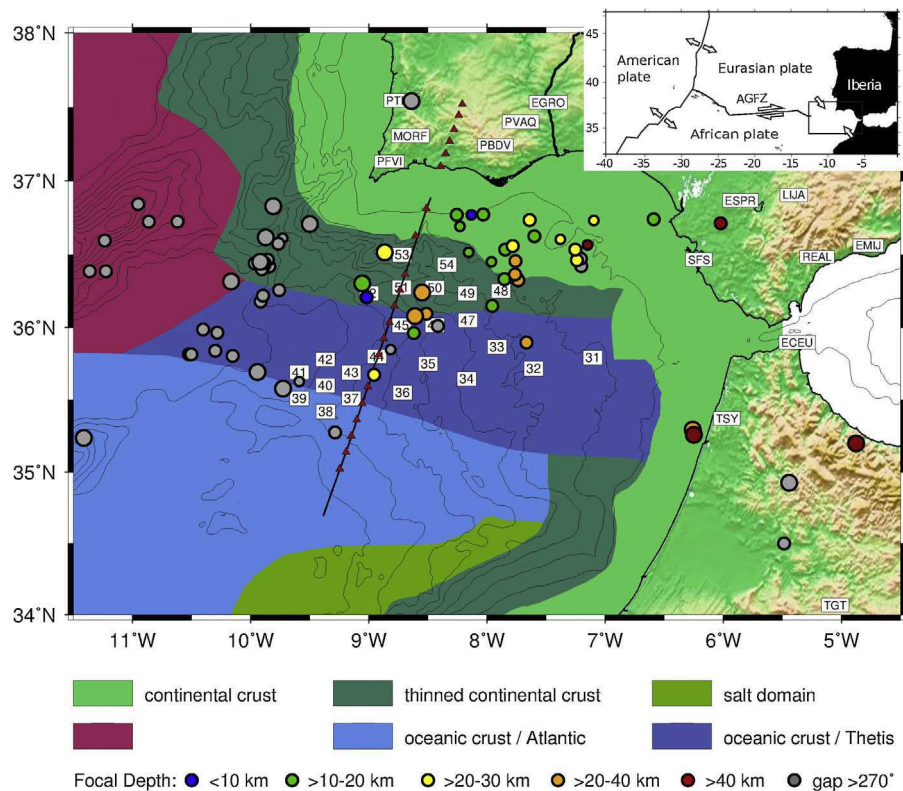 38°N
37°N
36°N
35°N
34°N
11°W
10°W
9°W
8°W
7°W
6°W
5°W
45
40
35
-40
-35
-30
-25
-20
-15
-10
-5
0
American
plate
Eurasian plate
Iberia
AGFZ
African plate
EGRO
PVAQ
MORF
PBDV
PFVI
ESPR
LIJA
EMIJ
REAL
SFS
ECEU
TSY
TGT
53
54
51
50
49
48
47
45
33
31
32
35
34
36
42
41
43
40
39
37
38
continental crust
thinned continental crust
salt domain
oceanic crust / Atlantic
oceanic crust / Thetis
Focal Depth:
<10 km
>10-20 km
>20-30 km
>20-40 km
>40 km
gap >270°